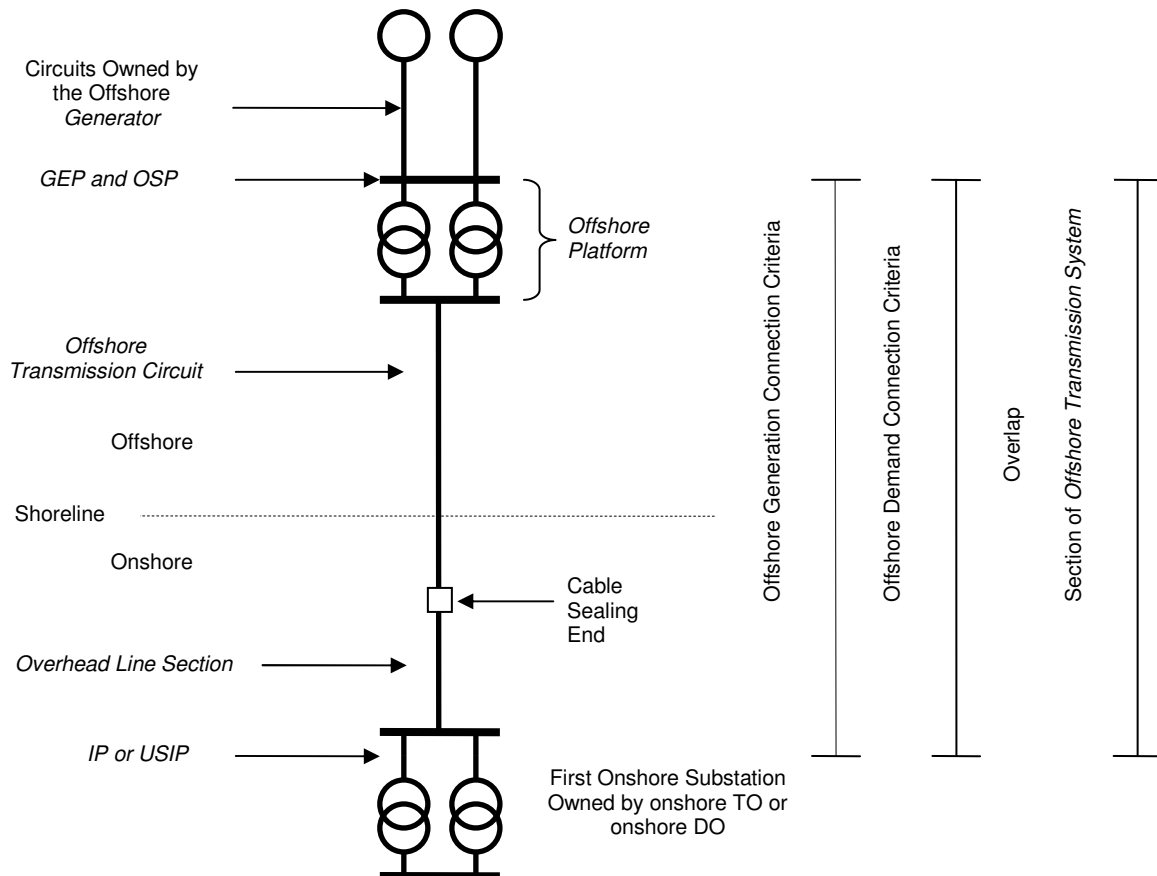 Circuits Owned by
the Offshore
Generator
GEP and OSP
Offshore
Platform
Offshore
Transmission Circuit
Offshore
Shoreline
Onshore
Cable
Sealing
End
Overhead Line Section
IP or USIP
First Onshore Substation
Owned by onshore TO or
onshore DO
Offshore Generation Connection Criteria
Offshore Demand Connection Criteria
Overlap
Section of Offshore Transmission System